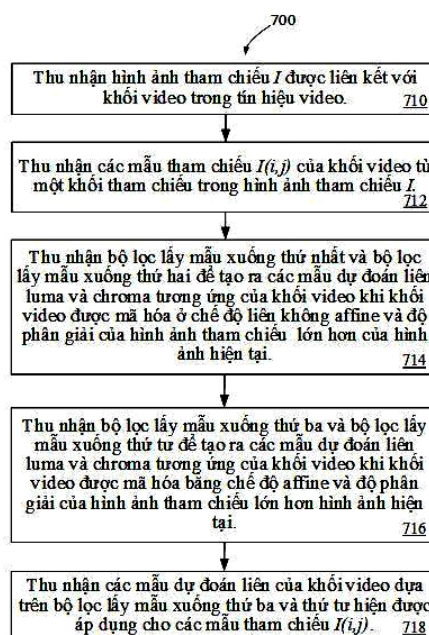 700
Thu nhận hình ảnh tham chiếu I được liên kết với
khối video trong tín hiệu video.
710
Thu nhận các mẫu tham chiếu I(i,j) của khối video từ
một khối tham chiếu trong hình ảnh tham chiếu I.
712
Thu nhận bộ lọc lấy mẫu xuống thứ nhất và bộ lọc
lấy mẫu xuống thứ hai để tạo ra các mẫu dự đoán liên
luma và chroma tương ứng của khối video khi khối
video được mã hóa ở chế độ liên không affine và độ
phân giải của hình ảnh tham chiếu lớn hơn của hình
ảnh hiện tại.
714
Thu nhận bộ lọc lấy mẫu xuống thứ ba và bộ lọc lấy
mẫu xuống thứ tư để tạo ra các mẫu dự đoán liên
luma và chroma tương ứng của khối video khi khối
video được mã hóa bằng chế độ affine và độ phân
giải của hình ảnh tham chiếu lớn hơn hình ảnh hiện
tại.
716
Thu nhận các mẫu dự đoán liên của khối video dựa
trên bộ lọc lấy mẫu xuống thứ ba và thứ tư hiện được
áp dụng cho các mẫu tham chiếu I(i,j).
718